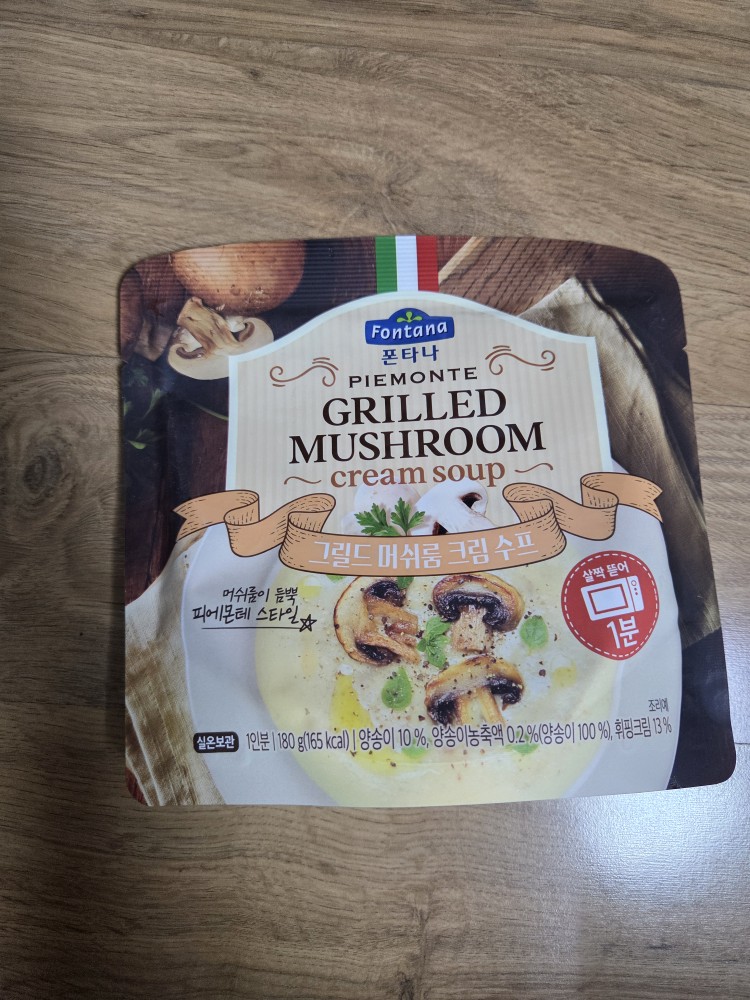 Fontana
폰타나
PIEMONTE
GRILLED
MUSHROOM
cream soup
그릴드 머쉬룸 크림 수프
머쉬룸이 듬뿍
피에몬테 스타일
살짝 뜯어
1분
조리예
실온보관 1인분 | 180 g(165 kcal) | 양송이 10 %, 양송이농축액 0.2 %(양송이 100 %), 휘핑크림 13 %